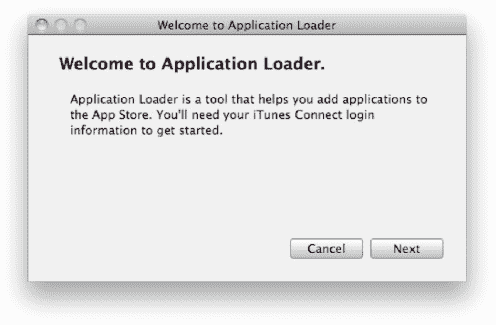 Welcome to Application Loader
Welcome to Application Loader.
Application Loader is a tool that helps you add applications to
the App Store. You'll need your iTunes Connect login
information to get started.
Cancel
Next